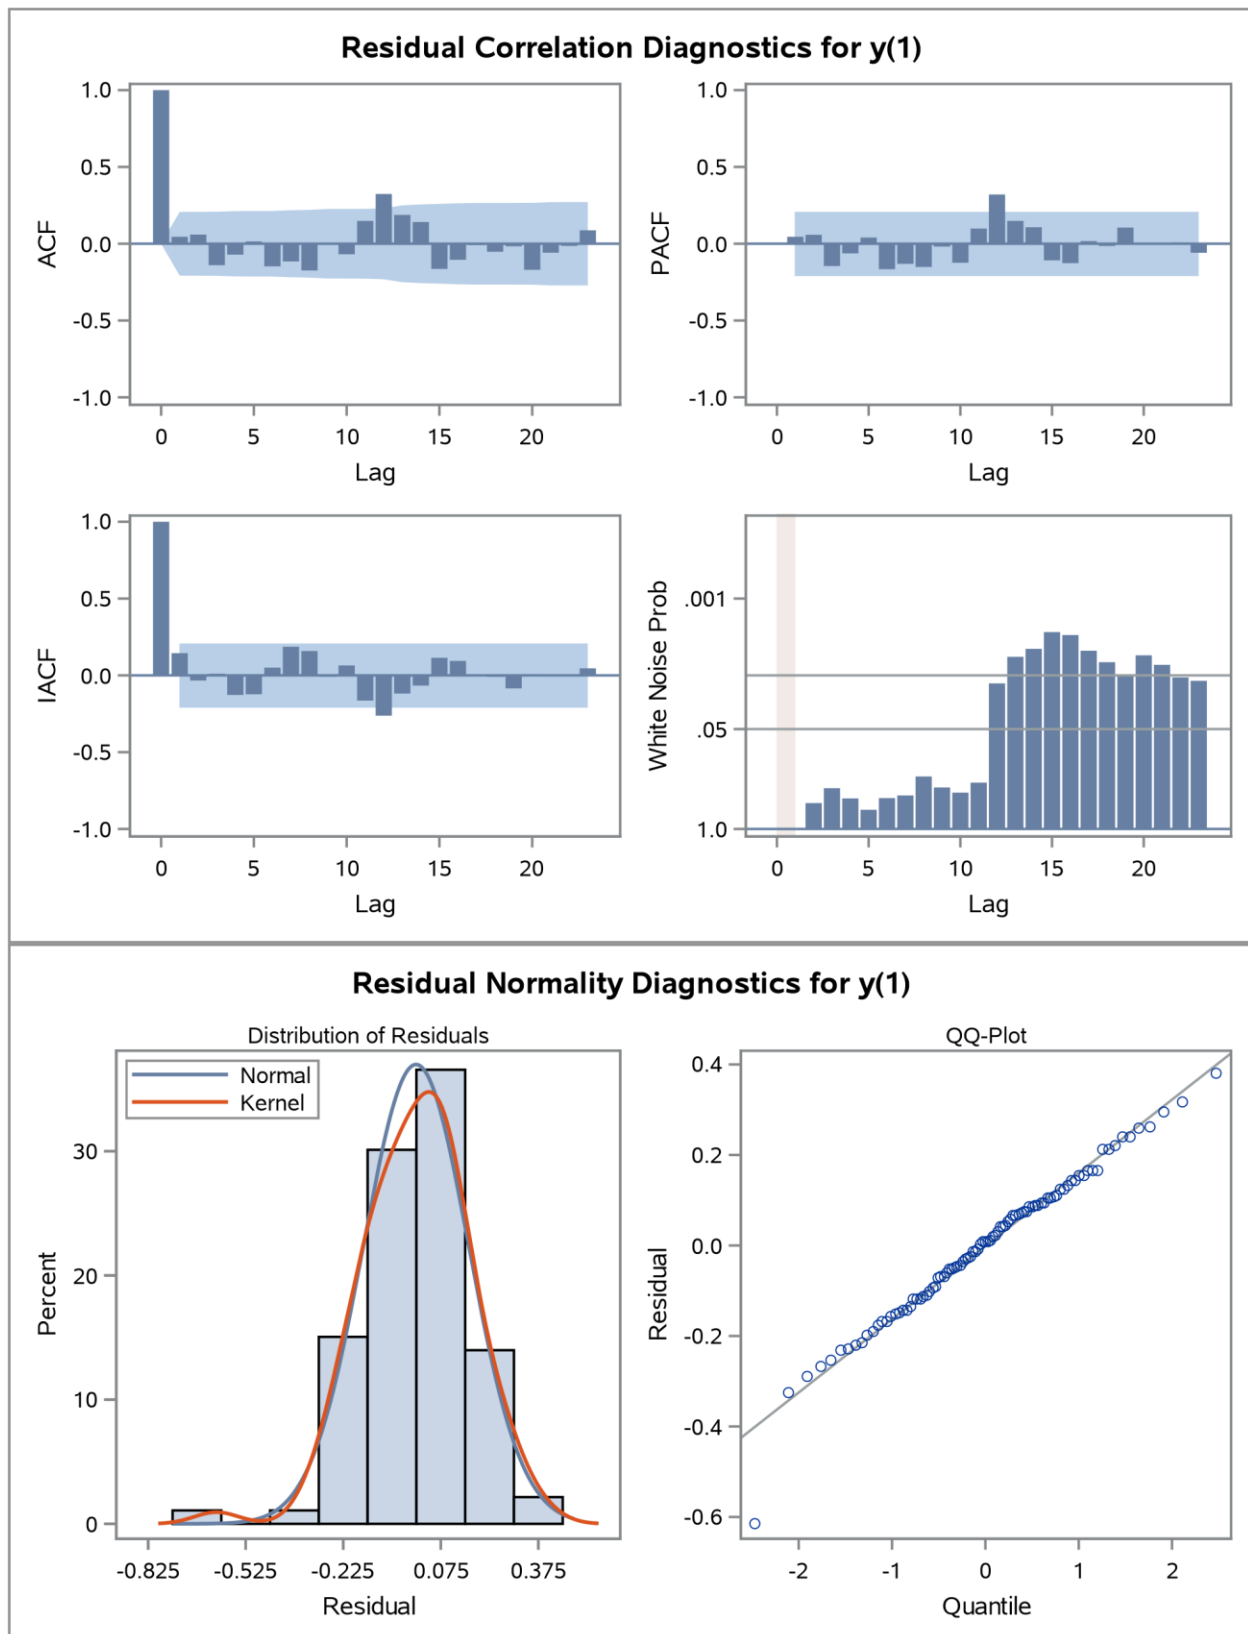 Residual Correlation Diagnostics for y(1)
1.0
0.5
0.0
-0.5
-1.0
ACF
0 5 10 15 20
Lag
1.0
0.5
0.0
-0.5
-1.0
PACF
0 5 10 15 20
Lag
1.0
0.5
0.0
-0.5
-1.0
IACF
0 5 10 15 20
Lag
.001
.05
1.0
White Noise Prob
0 5 10 15 20
Lag
Residual Normality Diagnostics for y(1)
Distribution of Residuals
Normal
Kernel
30
20
10
0
Percent
-0.825 -0.525 -0.225 0.075 0.375
Residual
QQ-Plot
0.4
0.2
0.0
-0.2
-0.4
-0.6
Residual
-2 -1 0 1 2
Quantile